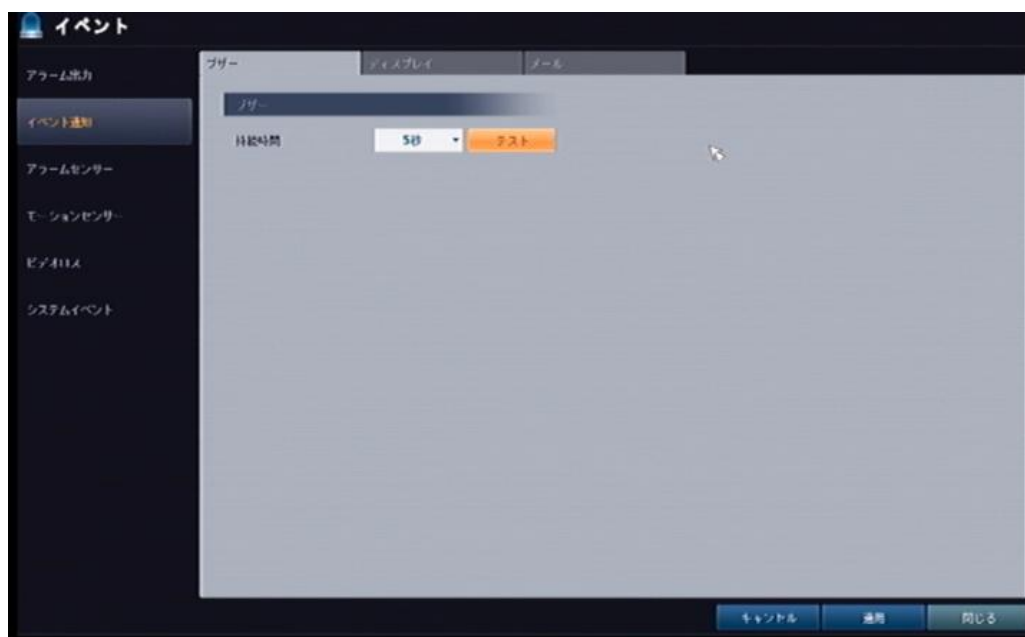 イベント
アラーム出力
イベント通知
アラームセンサー
モーションセンサー
ビデオロス
システムイベント
ブザー
ディスプレイ
メール
ブザー
持続時間
5秒
テスト
キャンセル
適用
閉じる